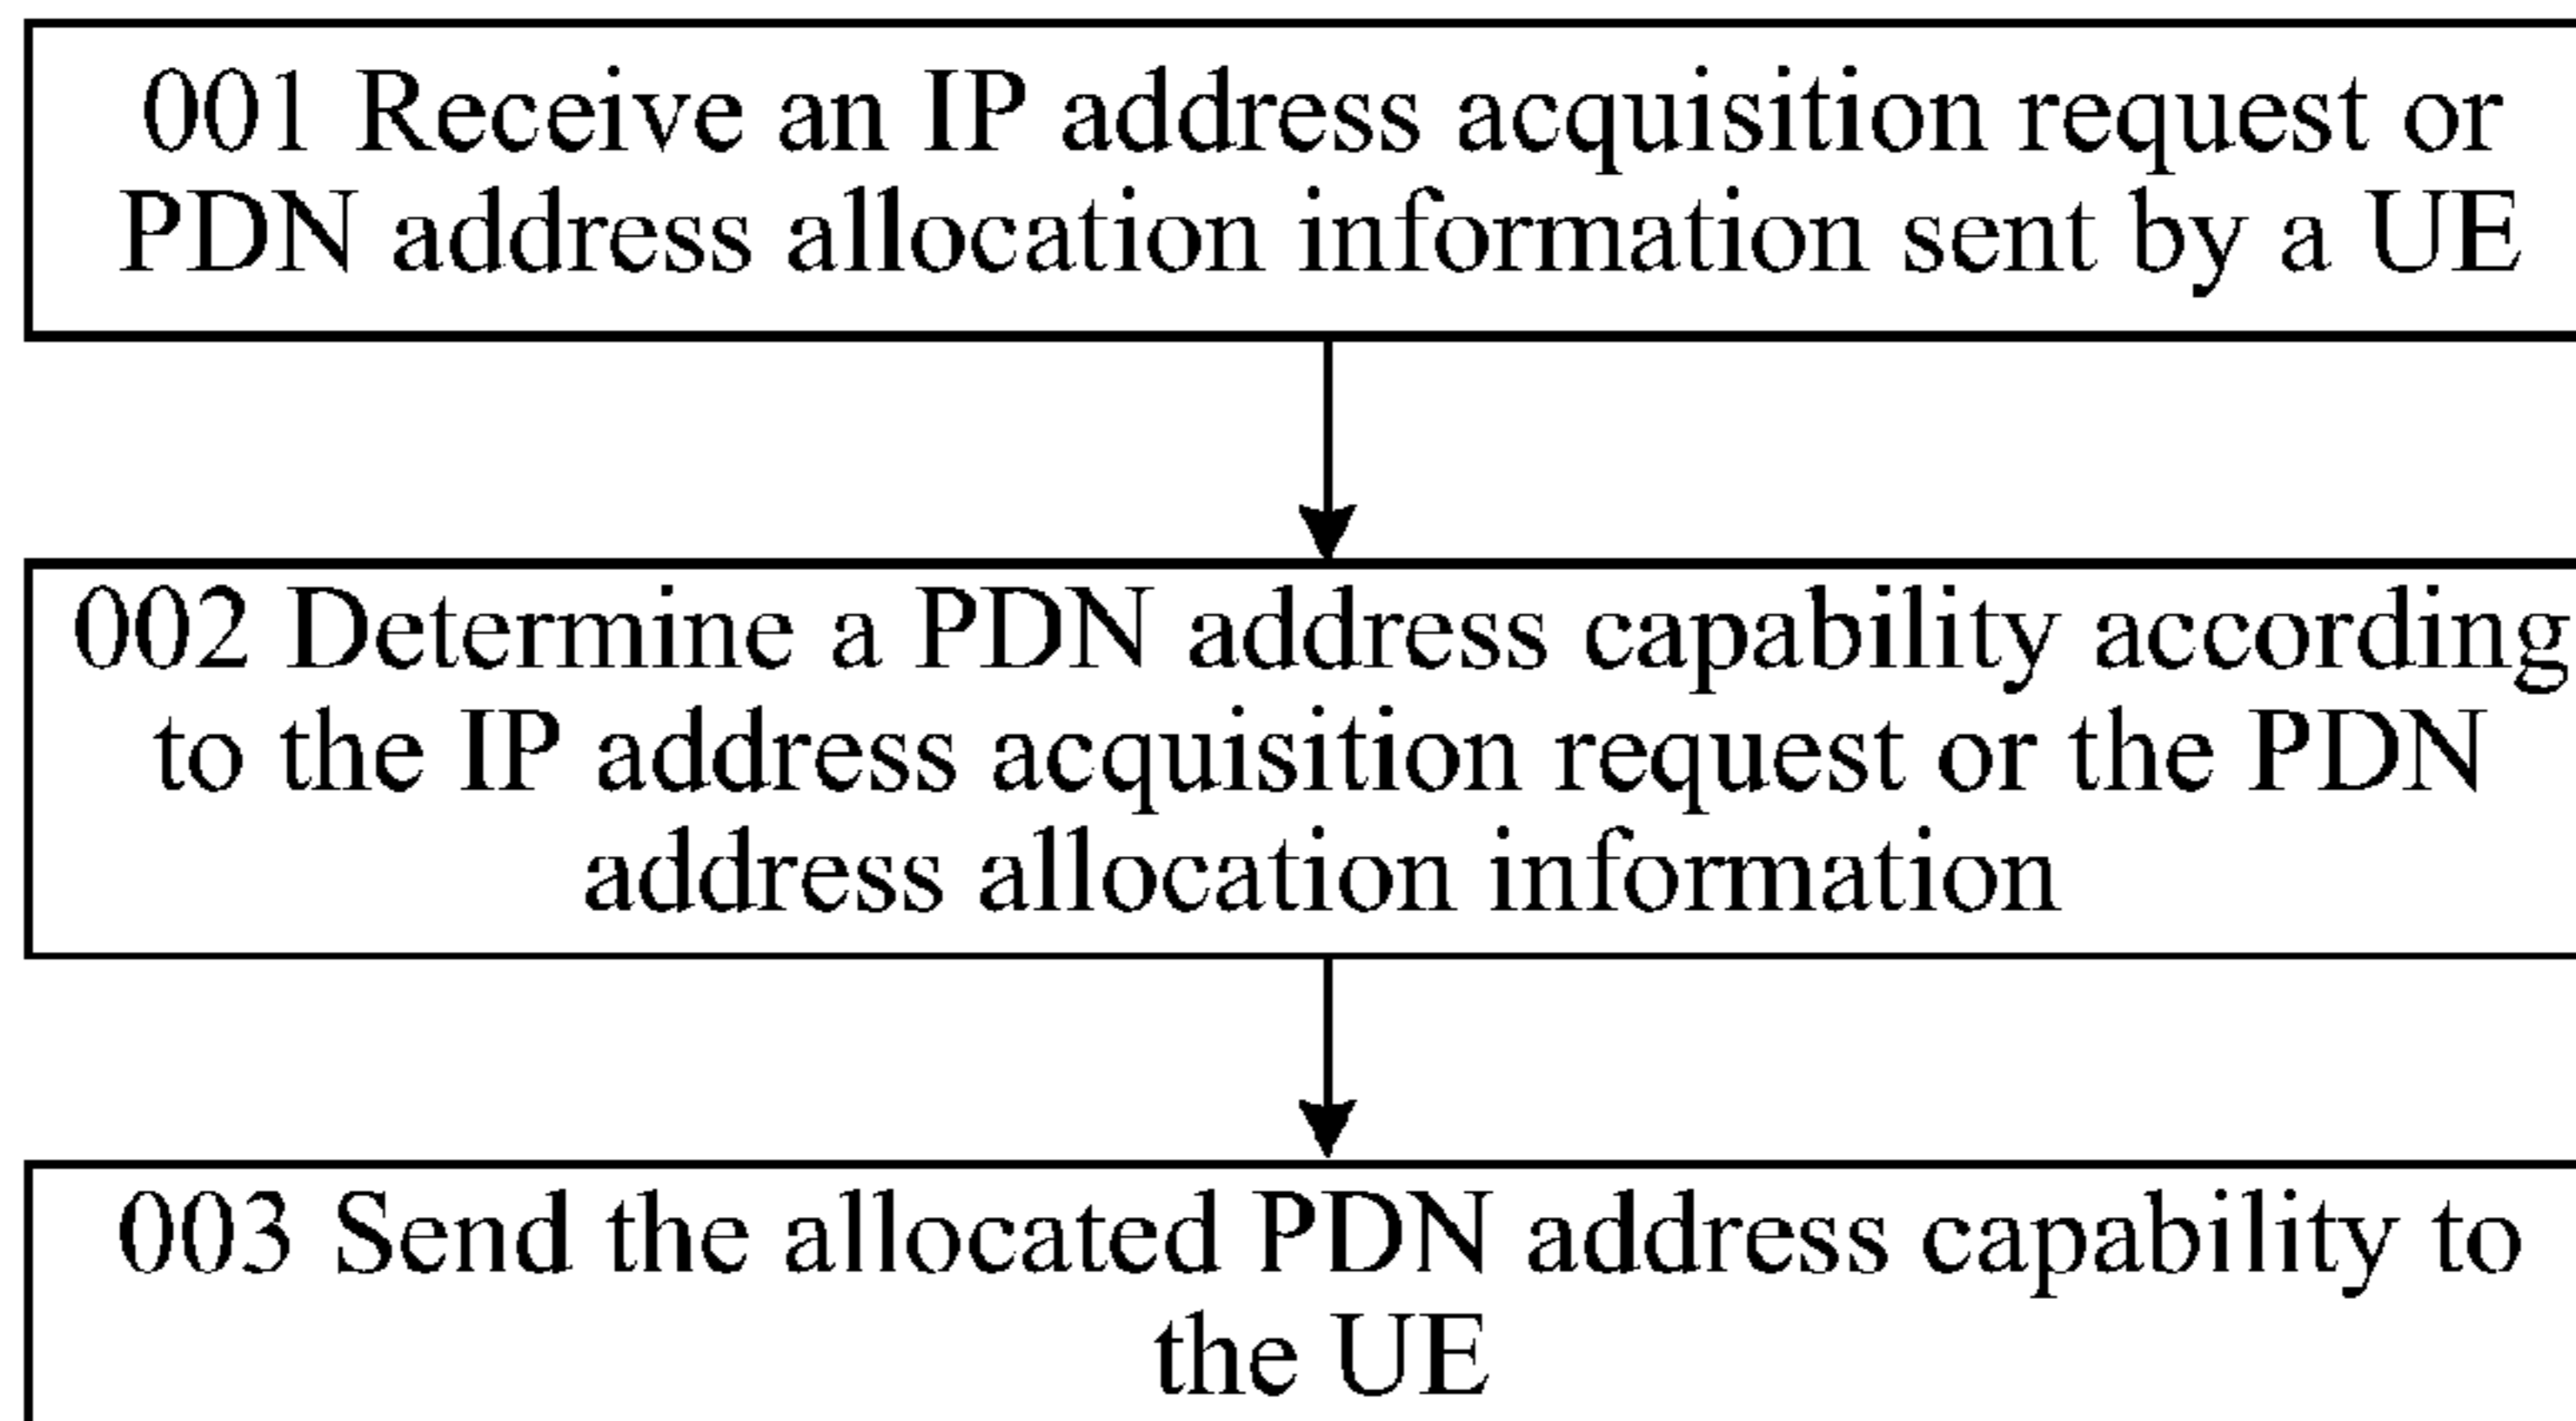 001 Receive an IP address acquisition request or
PDN address allocation information sent by a UE
002 Determine a PDN address capability according
to the IP address acquisition request or the PDN
address allocation information
003 Send the allocated PDN address capability to
the UE